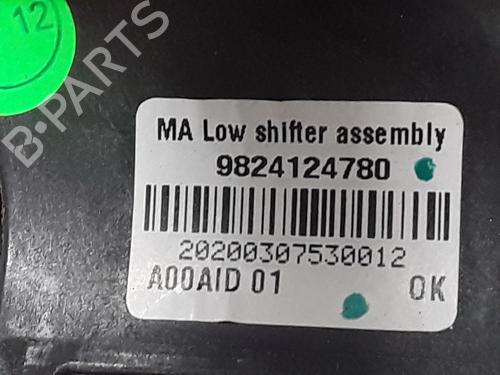 12
B-PARTS
MA Low shifter assembly
9824124780
20200307530012
A00AID 01
OK